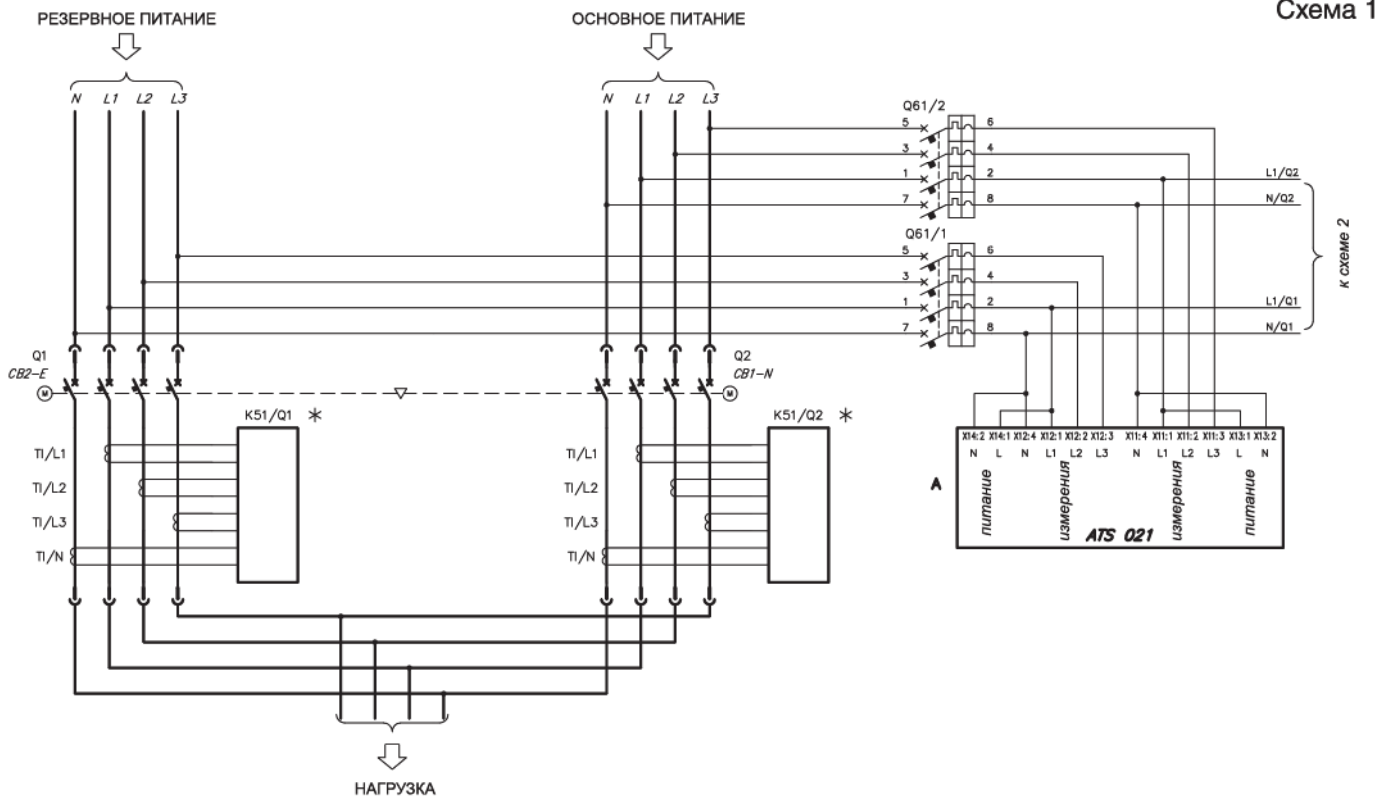 Схема 1
РЕЗЕРВНОЕ ПИТАНИЕ
ОСНОВНОЕ ПИТАНИЕ
N L1 L2 L3
N L1 L2 L3
Q61/2
5 6
3 4
1 2
7 8
L1/Q2
N/Q2
Q61/1
5 6
3 4
1 2
7 8
L1/Q1
N/Q1
к схеме 2
Q1
CB2-E
M
Q2
CB1-N
M
K51/Q1 *
TI/L1
TI/L2
TI/L3
TI/N
K51/Q2 *
TI/L1
TI/L2
TI/L3
TI/N
X14:2 X14:1 X12:4 X12:1 X12:2 X12:3 X11:4 X11:1 X11:2 X11:3 X13:1 X13:2
N L N L1 L2 L3 N L1 L2 L3 L N
A
питание
измерения
измерения
питание
ATS 021
НАГРУЗКА